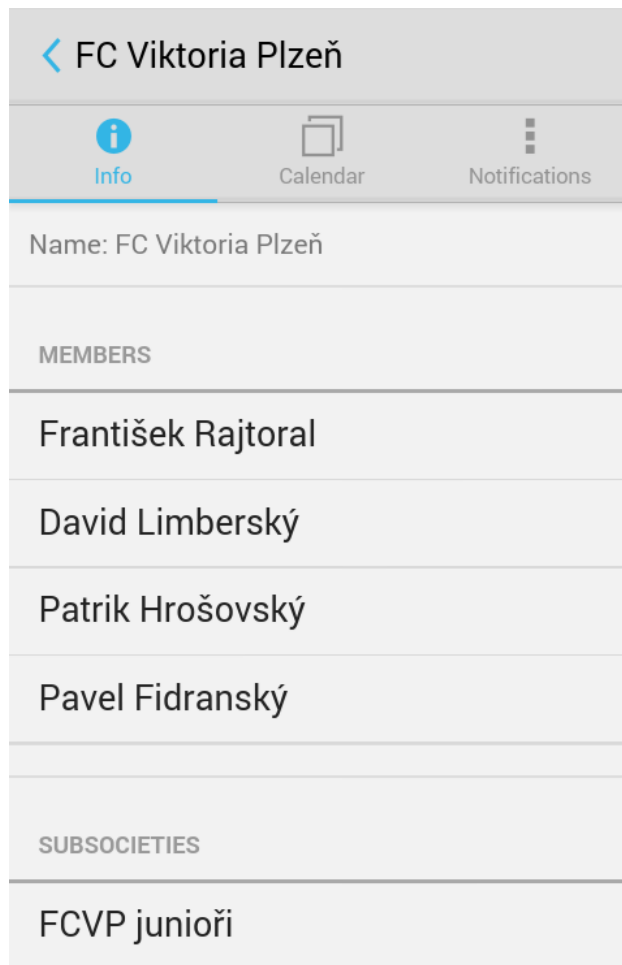 FC Viktoria Plzeň
Info Calendar Notifications
Name: FC Viktoria Plzeň
MEMBERS
František Rajtoral
David Limberský
Patrik Hrošovský
Pavel Fidranský
SUBSOCIETIES
FCVP junioři